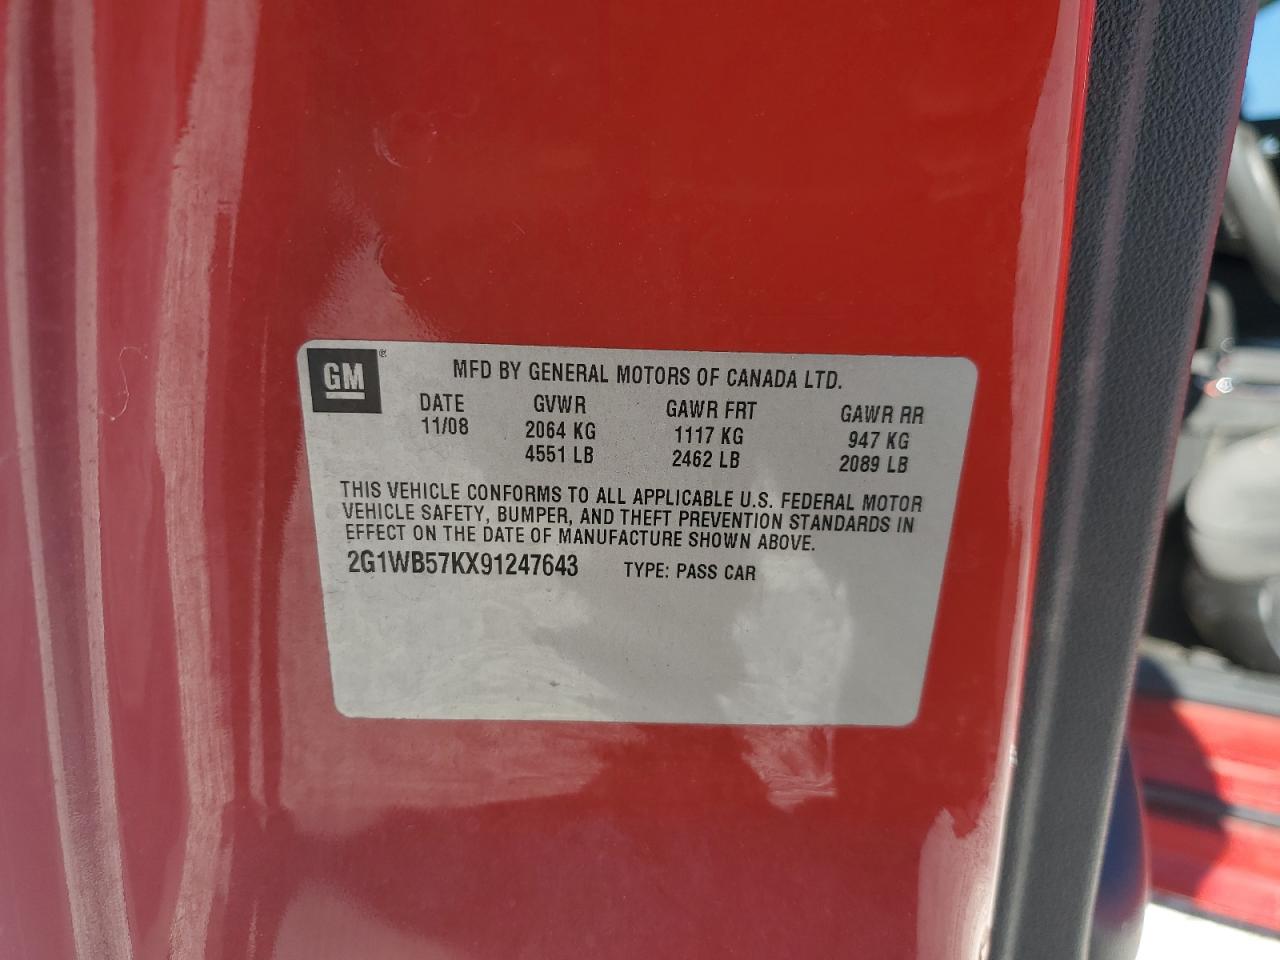 GM®
MFD BY GENERAL MOTORS OF CANADA LTD.
DATE GVWR GAWR FRT GAWR RR
11/08 2064 KG 1117 KG 947 KG
4551 LB 2462 LB 2089 LB
THIS VEHICLE CONFORMS TO ALL APPLICABLE U.S. FEDERAL MOTOR
VEHICLE SAFETY, BUMPER, AND THEFT PREVENTION STANDARDS IN
EFFECT ON THE DATE OF MANUFACTURE SHOWN ABOVE.
2G1WB57KX91247643 TYPE: PASS CAR